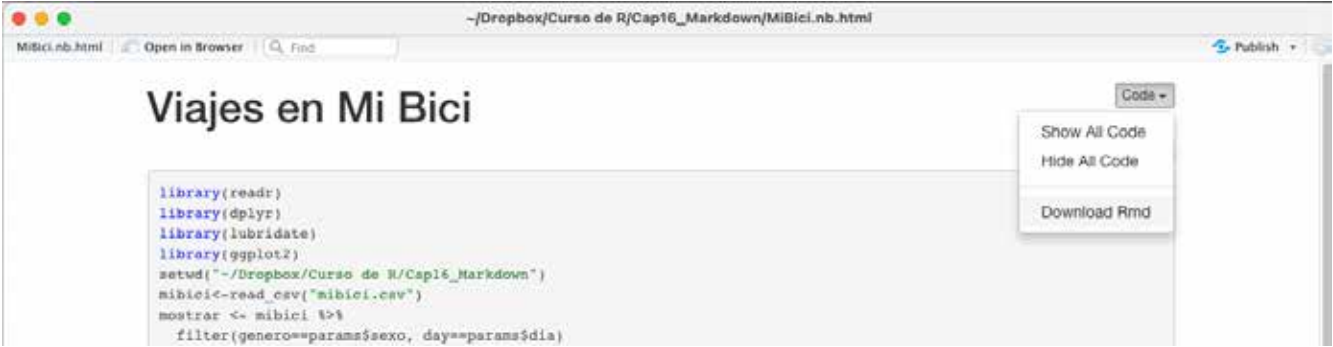 ~/Dropbox/Curso de R/Cap16_Markdown/MiBici.nb.html
MiBici.nb.html Open in Browser Find Publish
Viajes en Mi Bici
Code
Show All Code
Hide All Code
Download Rmd
library(readr)
library(dplyr)
library(lubridate)
library(ggplot2)
setwd("~/Dropbox/Curso de R/Cap16_Markdown")
mibici<-read_csv("mibici.csv")
mostrar <- mibici %>%
filter(genero==params$sexo, day==params$dia)